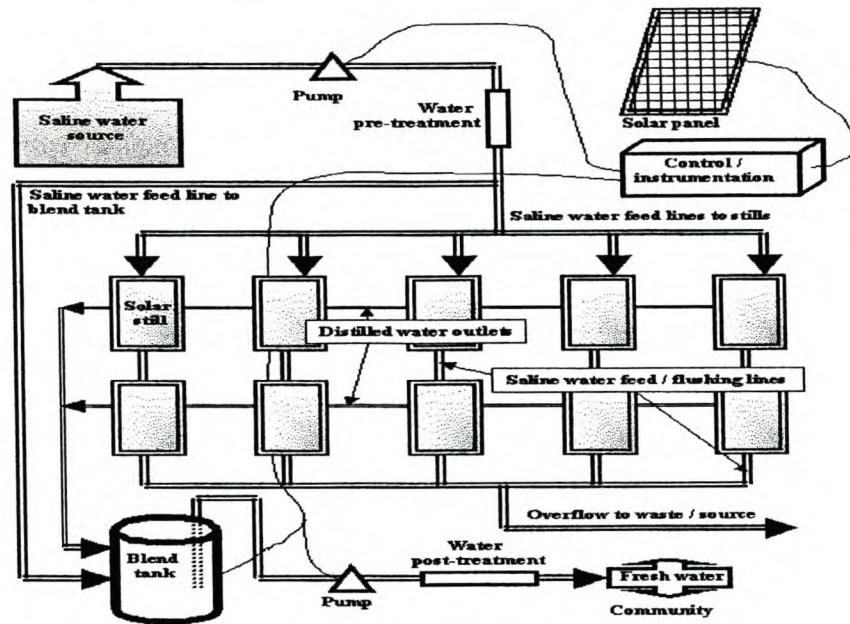 Pump
Saline water
source
Water
pre-treatment
Solar panel
Control /
instrumentation
Saline water feed line to
blend tank
Saline water feed lines to stills
Solar
still
Distilled water outlets
Saline water feed / flushing lines
Overflow to waste / source
Blend
tank
Pump
Water
post-treatment
Fresh water
Community